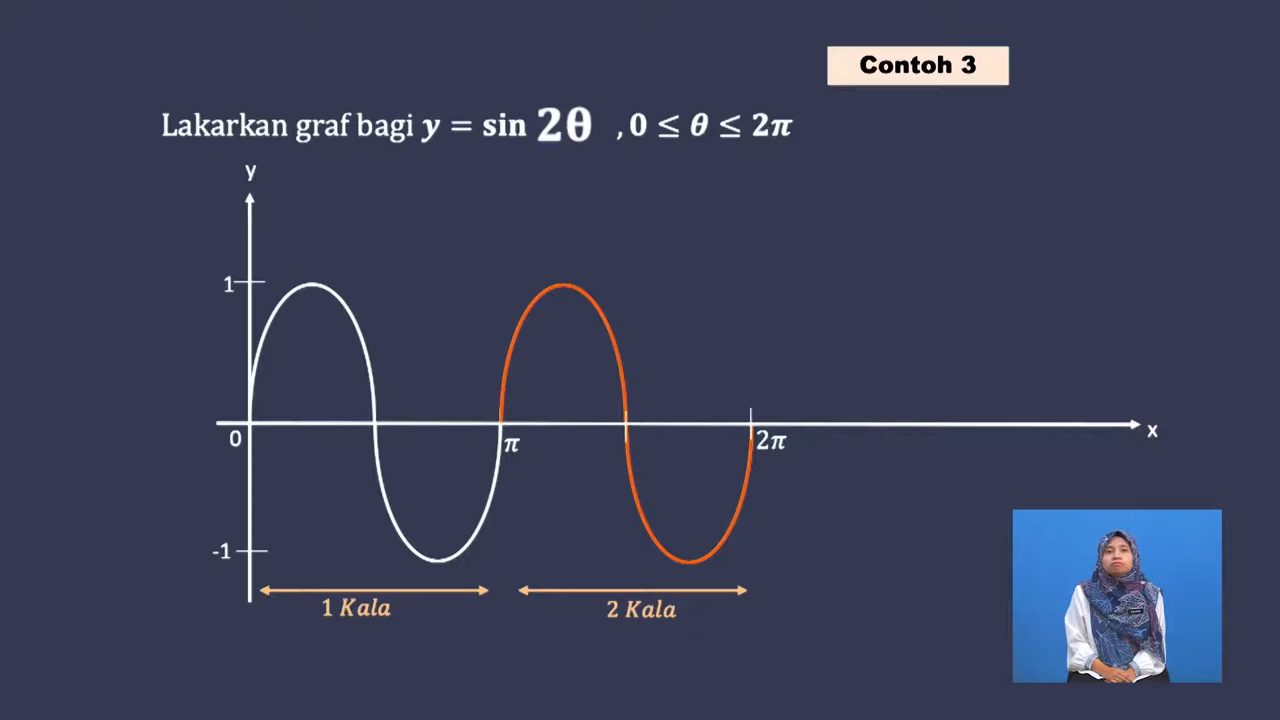 Contoh 3
Lakarkan graf bagi y = sin 2θ , 0 ≤ θ ≤ 2π
y
1
0
π
2π
x
-1
1 Kala
2 Kala